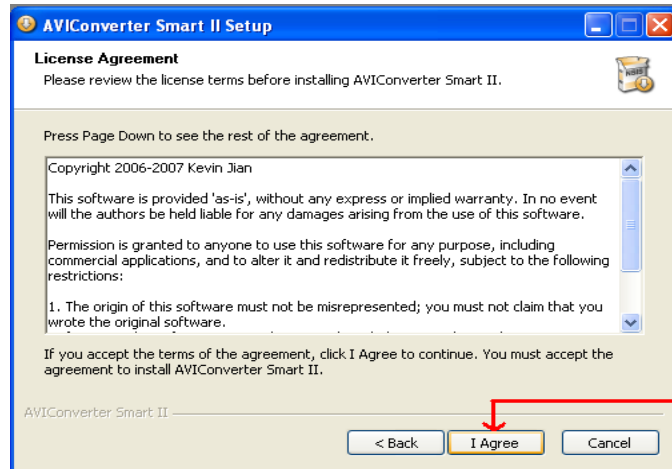 AVIConverter Smart II Setup
License Agreement
Please review the license terms before installing AVIConverter Smart II.
NSIS
Press Page Down to see the rest of the agreement.
Copyright 2006-2007 Kevin Jian
This software is provided 'as-is', without any express or implied warranty. In no event
will the authors be held liable for any damages arising from the use of this software.
Permission is granted to anyone to use this software for any purpose, including
commercial applications, and to alter it and redistribute it freely, subject to the following
restrictions:
1. The origin of this software must not be misrepresented; you must not claim that you
wrote the original software.
If you accept the terms of the agreement, click I Agree to continue. You must accept the
agreement to install AVIConverter Smart II.
AVIConverter Smart II
< Back I Agree Cancel